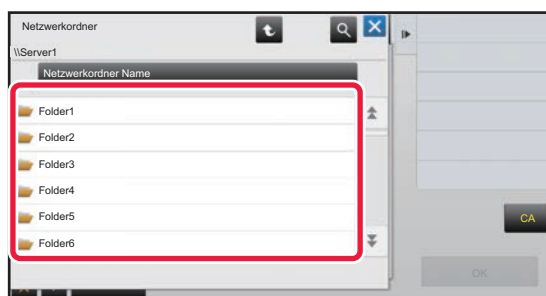 Netzwerkordner
\\Server1
Netzwerkordner Name
Folder1
Folder2
Folder3
Folder4
Folder5
Folder6
CA
OK